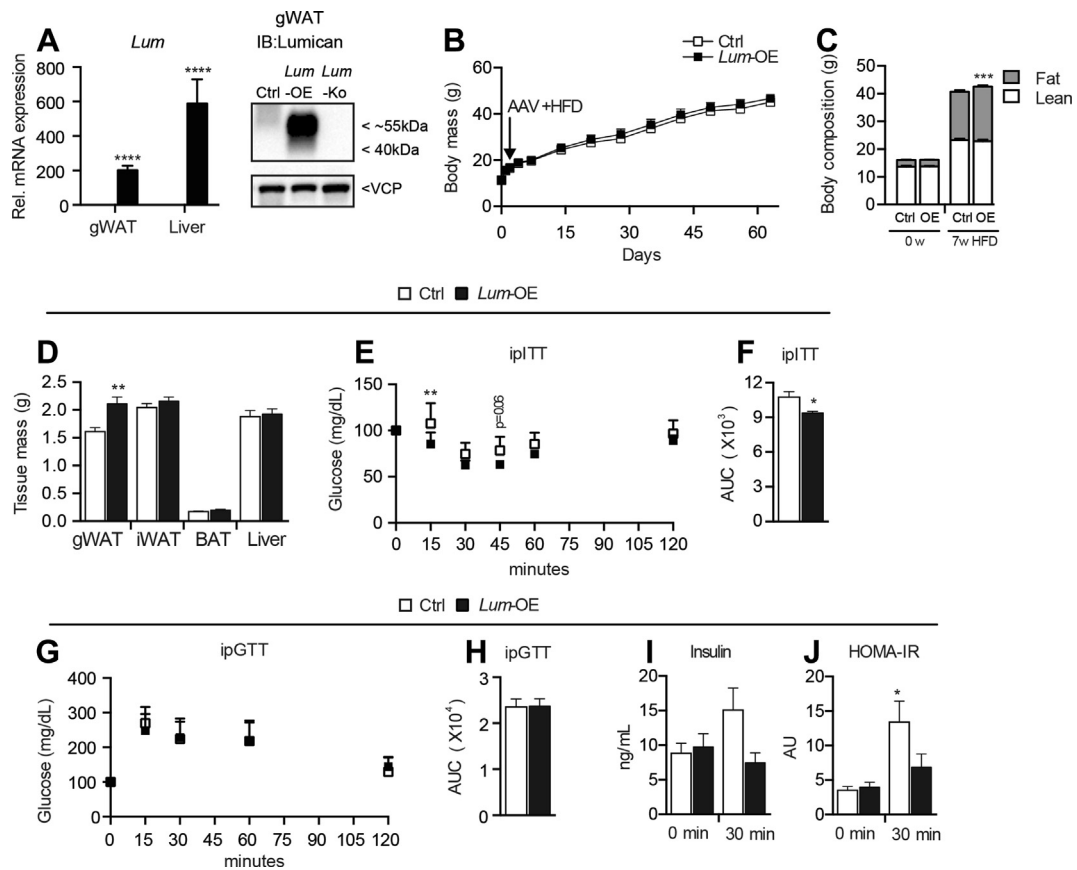 A
Lum
Rel. mRNA expression
800
600
400
200
0
****
****
gWAT Liver
gWAT
IB:Lumican
Ctrl Lum -OE Lum -Ko
< ~55kDa
< 40kDa
<VCP
B
Ctrl
Lum-OE
Body mass (g)
60
40
20
0
AAV+HFD
0 15 30 45 60
Days
C
Body composition (g)
60
50
40
30
20
10
0
***
Fat
Lean
Ctrl OE Ctrl OE
0 w 7w HFD
Ctrl Lum-OE
D
Tissue mass (g)
2.5
2.0
1.5
1.0
0.5
0.0
**
gWAT iWAT BAT Liver
E
ipITT
Glucose (mg/dL)
150
100
50
0
**
p=0.06
0 15 30 45 60 75 90 105 120
minutes
F
ipITT
AUC ( X10³)
12
9
6
3
0
*
Ctrl Lum-OE
G
ipGTT
Glucose (mg/dL)
400
300
200
100
0
0 15 30 45 60 75 90 105 120
minutes
H
ipGTT
AUC ( X10⁴)
3
2
1
0
I
Insulin
ng/mL
20
15
10
5
0
0 min 30 min
J
HOMA-IR
AU
20
15
10
5
0
*
0 min 30 min